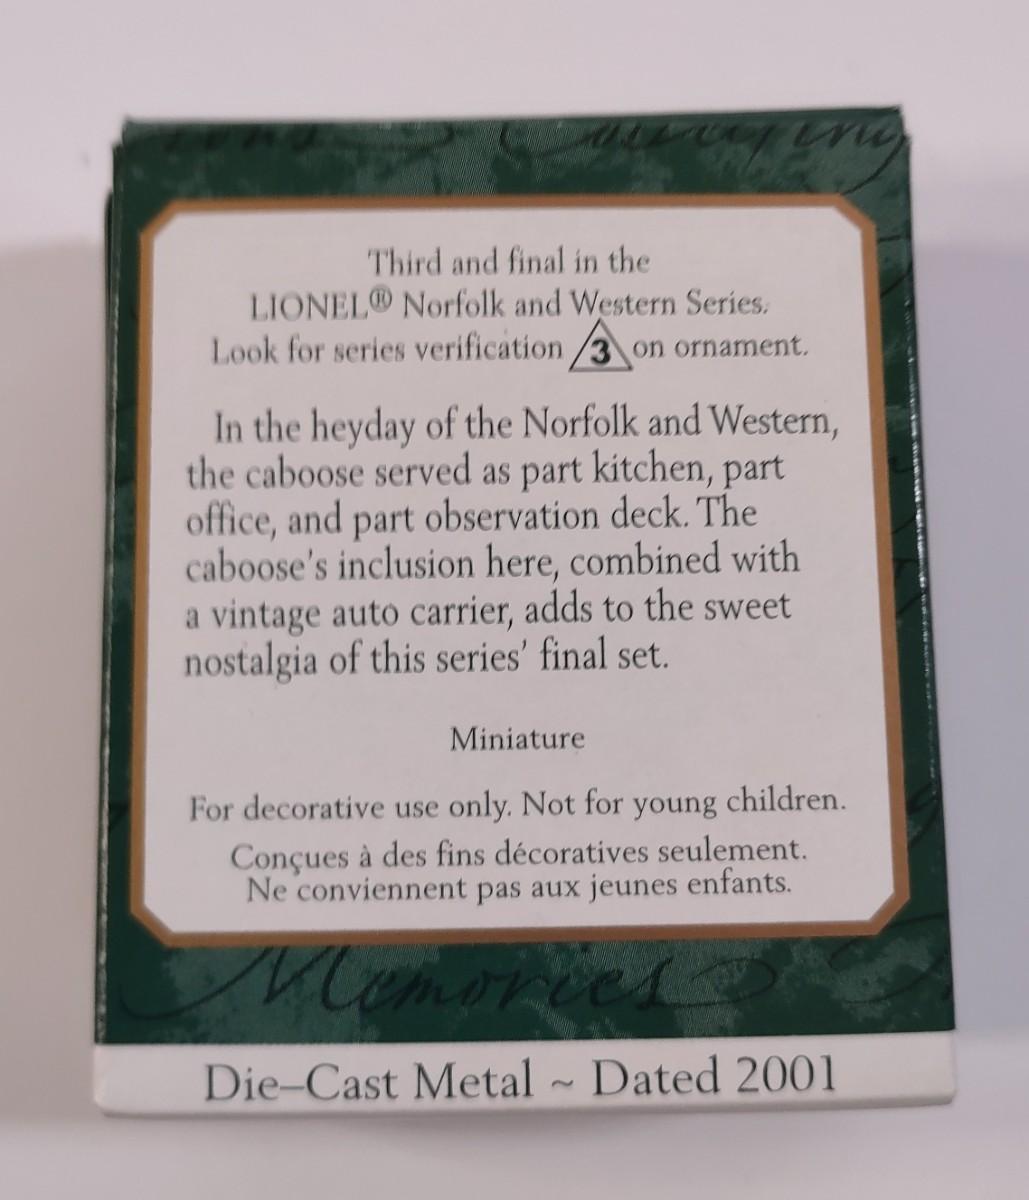 Third and final in the
LIONEL® Norfolk and Western Series.
Look for series verification 3 on ornament.
In the heyday of the Norfolk and Western,
the caboose served as part kitchen, part
office, and part observation deck. The
caboose's inclusion here, combined with
a vintage auto carrier, adds to the sweet
nostalgia of this series' final set.
Miniature
For decorative use only. Not for young children.
Conçues à des fins décoratives seulement.
Ne conviennent pas aux jeunes enfants.
Memories
Die–Cast Metal ~ Dated 2001